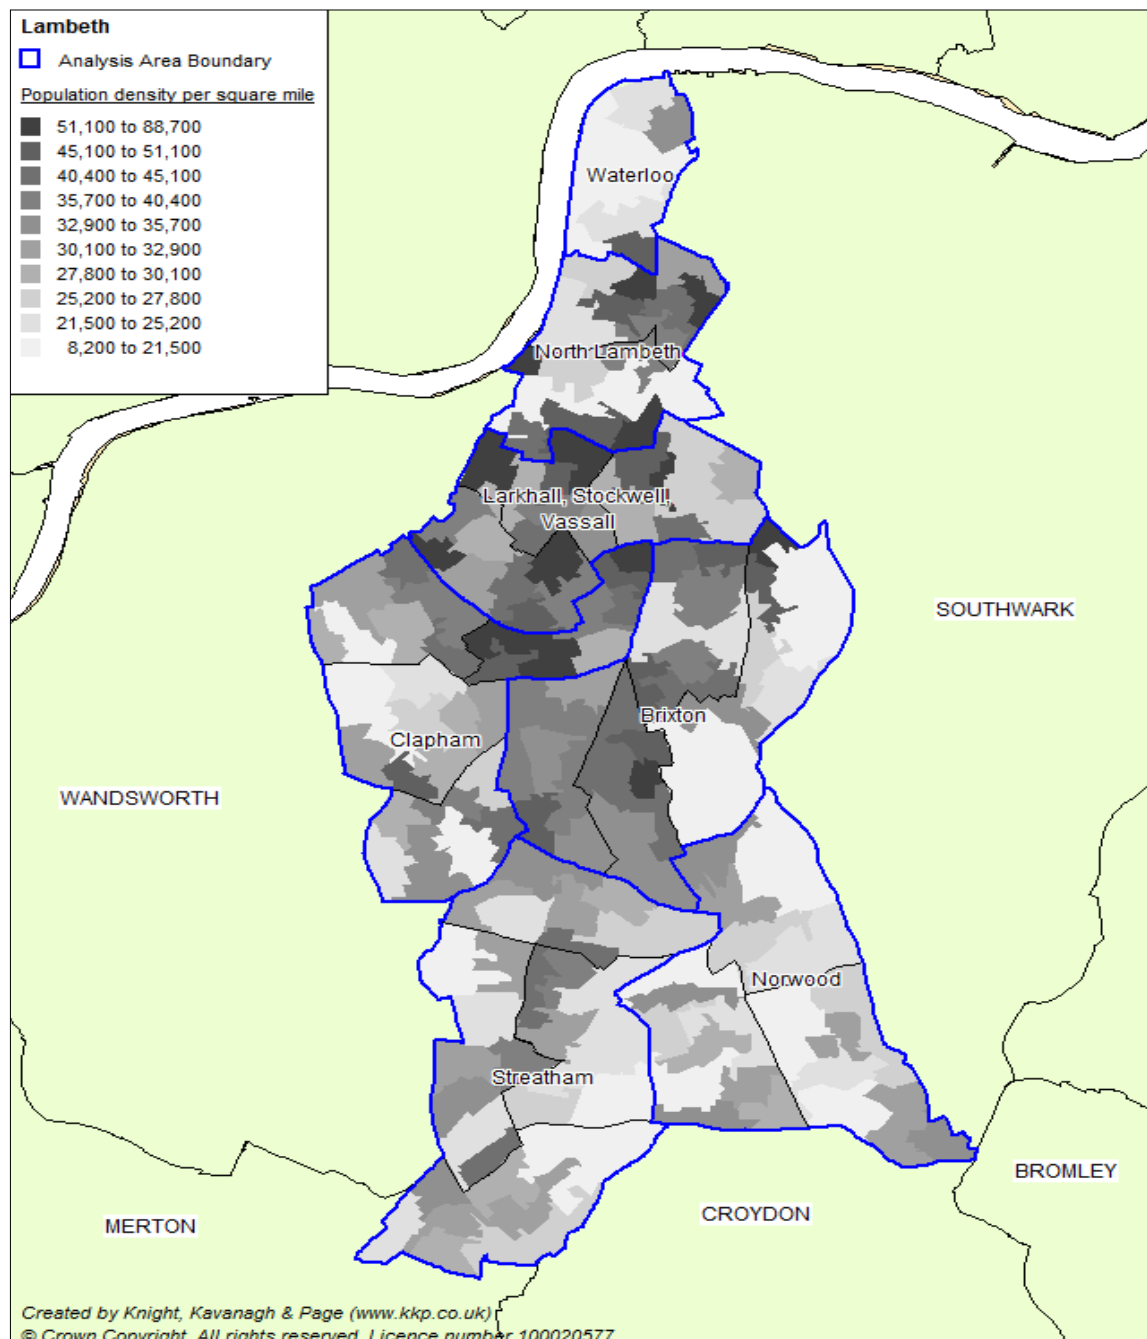 Lambeth
Analysis Area Boundary
Population density per square mile
51,100 to 88,700
45,100 to 51,100
40,400 to 45,100
35,700 to 40,400
32,900 to 35,700
30,100 to 32,900
27,800 to 30,100
25,200 to 27,800
21,500 to 25,200
8,200 to 21,500
Waterloo
North Lambeth
Larkhall, Stockwell,
Vassall
SOUTHWARK
Brixton
Clapham
WANDSWORTH
Norwood
Streatham
BROMLEY
CROYDON
MERTON
Created by Knight, Kavanagh & Page (www.kkp.co.uk)
© Crown Copyright. All rights reserved. Licence number 100020577